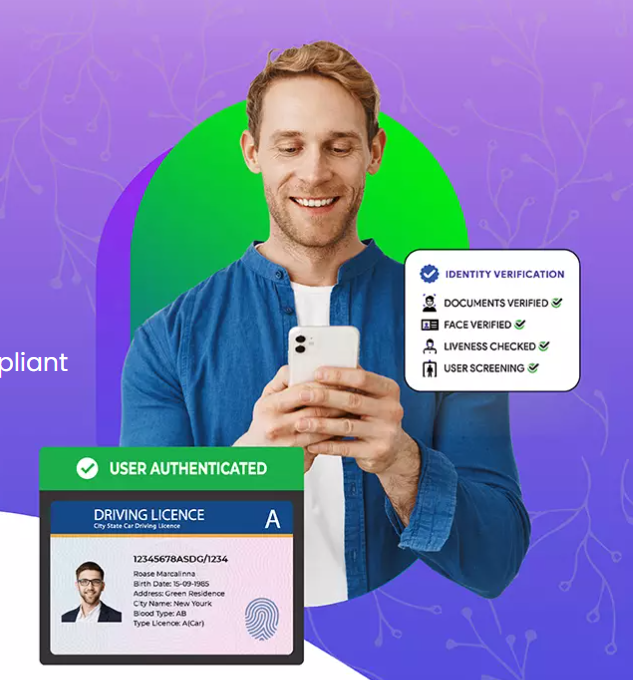 pliant
IDENTITY VERIFICATION
DOCUMENTS VERIFIED
FACE VERIFIED
LIVENESS CHECKED
USER SCREENING
USER AUTHENTICATED
DRIVING LICENCE
City State Car Driving Licence
A
12345678ASDG/1234
Roase Marcalinna
Birth Date: 15-09-1985
Address: Green Residence
City Name: New Yourk
Blood Type: AB
Type Licence: A(Car)